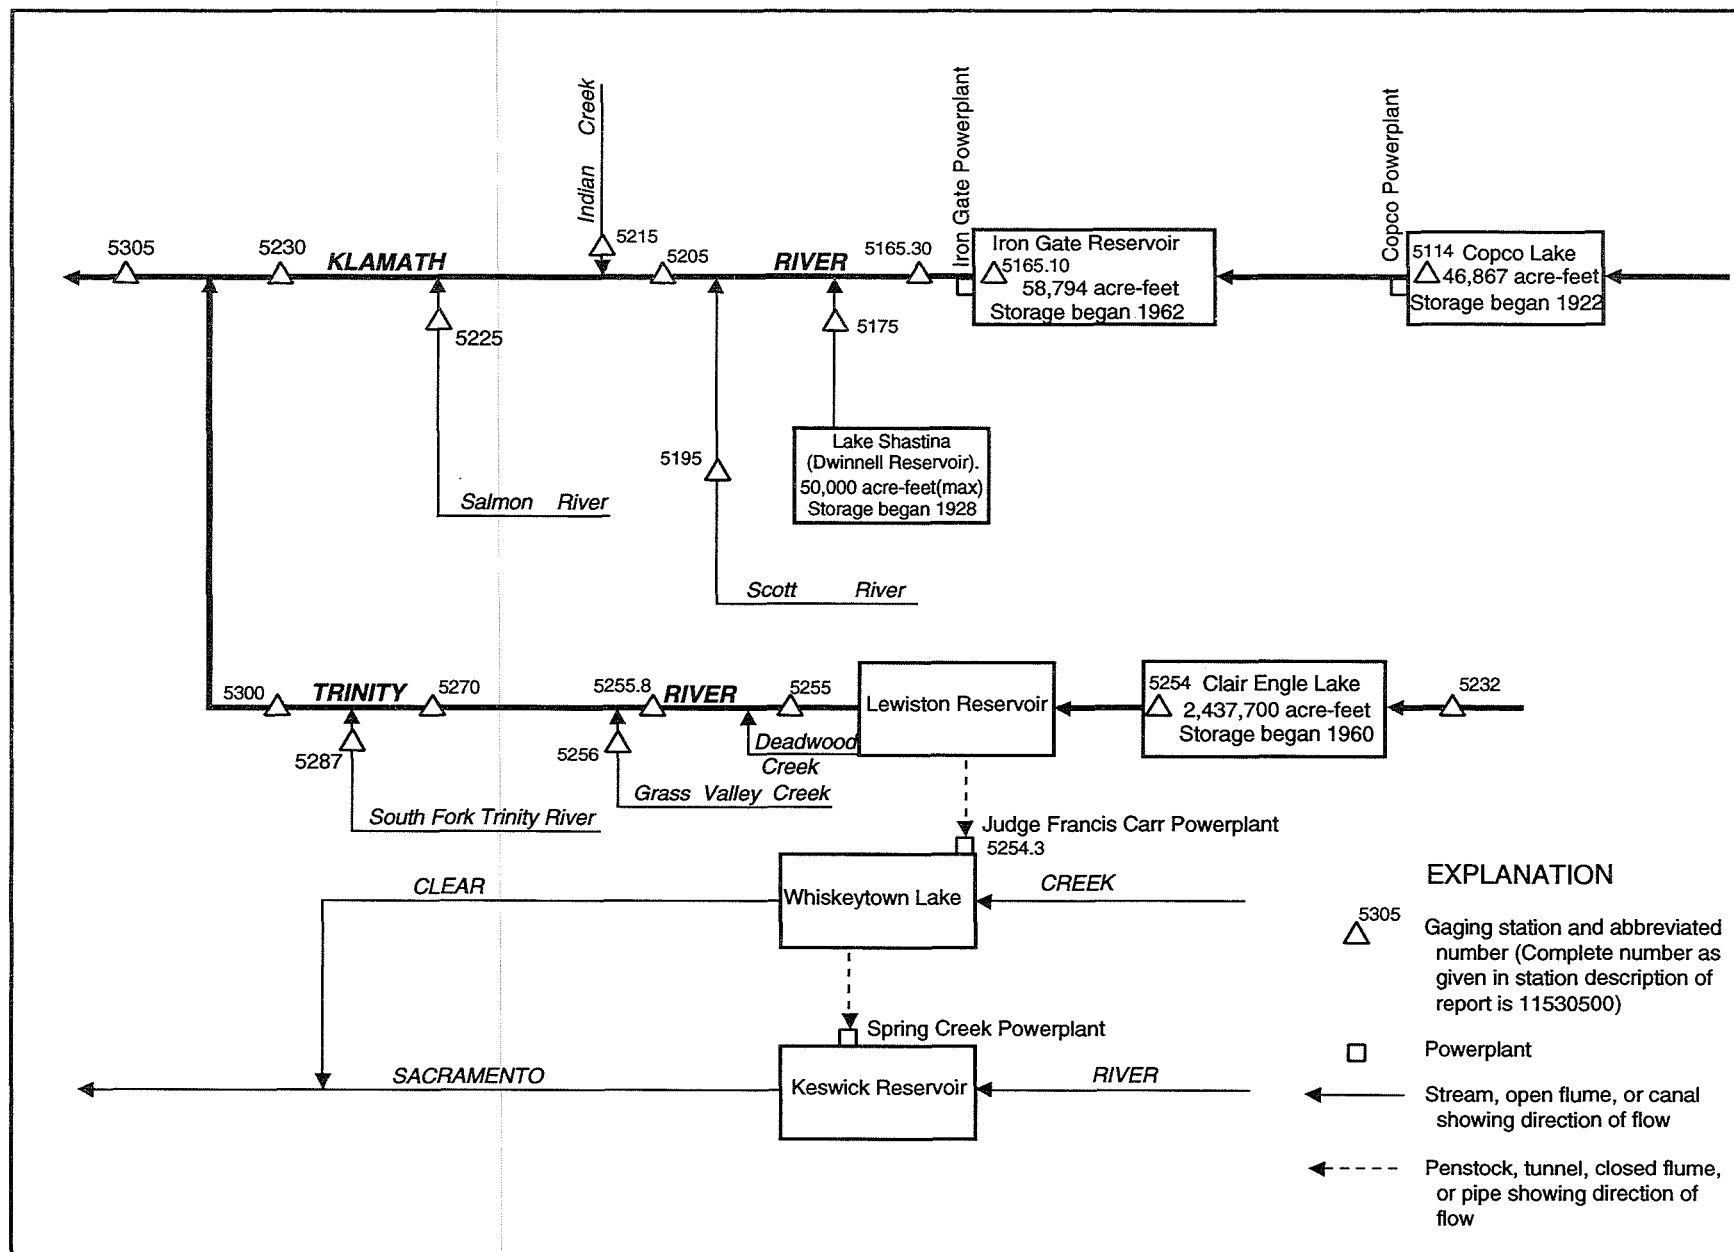 Indian Creek
Iron Gate Powerplant
Copco Powerplant
5305
5230
KLAMATH
5215
5205
RIVER
5165.30
Iron Gate Reservoir
5165.10
58,794 acre-feet
Storage began 1962
5114 Copco Lake
46,867 acre-feet
Storage began 1922
5225
5175
Lake Shastina
(Dwinnell Reservoir).
50,000 acre-feet(max)
Storage began 1928
5195
Salmon River
Scott River
5300
TRINITY
5270
5255.8
RIVER
5255
Lewiston Reservoir
5254 Clair Engle Lake
2,437,700 acre-feet
Storage began 1960
5232
5287
5256
Deadwood
Creek
Grass Valley Creek
South Fork Trinity River
Judge Francis Carr Powerplant
5254.3
CLEAR
Whiskeytown Lake
CREEK
Spring Creek Powerplant
SACRAMENTO
Keswick Reservoir
RIVER
EXPLANATION
5305
Gaging station and abbreviated
number (Complete number as
given in station description of
report is 11530500)
Powerplant
Stream, open flume, or canal
showing direction of flow
Penstock, tunnel, closed flume,
or pipe showing direction of
flow